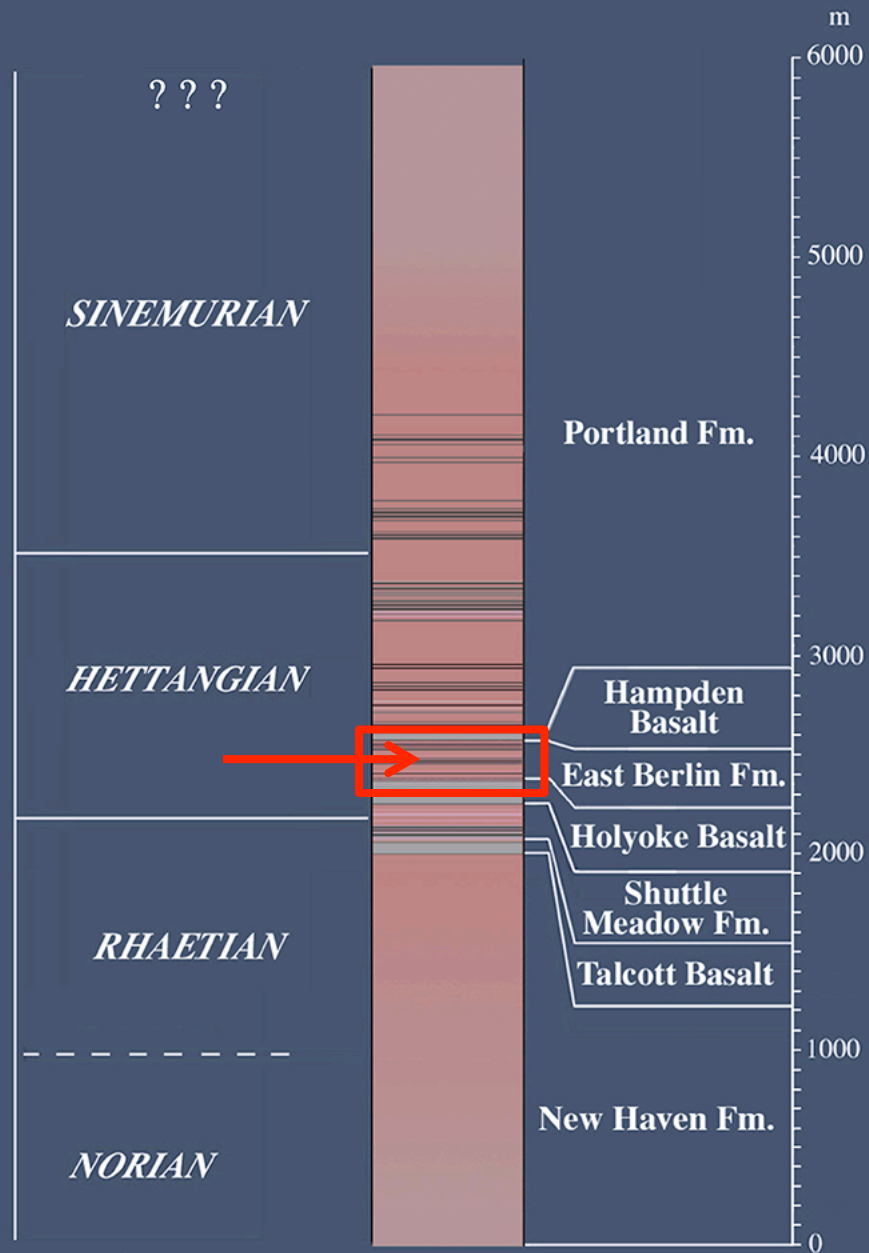 m
6000
? ? ?
5000
SINEMURIAN
Portland Fm.
4000
3000
HETTANGIAN
Hampden
Basalt
East Berlin Fm.
Holyoke Basalt
2000
Shuttle
Meadow Fm.
RHAETIAN
Talcott Basalt
1000
New Haven Fm.
NORIAN
0